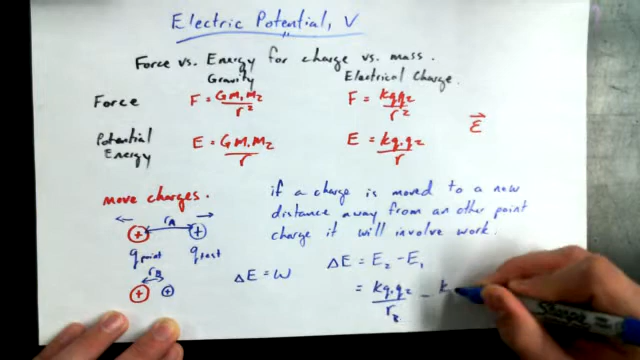 Electric Potential, V
Force vs. Energy for charge vs. mass.
Gravity Electrical Charge.
Force F = GM₁M₂/r² F = kq₁q₂/r²
Potential Energy E = GM₁M₂/r E = kq₁q₂/r
ε⃗
move charges.
if a charge is moved to a new
distance away from an other point
charge it will involve work.
← r_A →
+ +
q_point q_test
r_B
+ +
ΔE = W
ΔE = E₂ − E₁
= kq₁q₂/r₂ − k
Sharpie